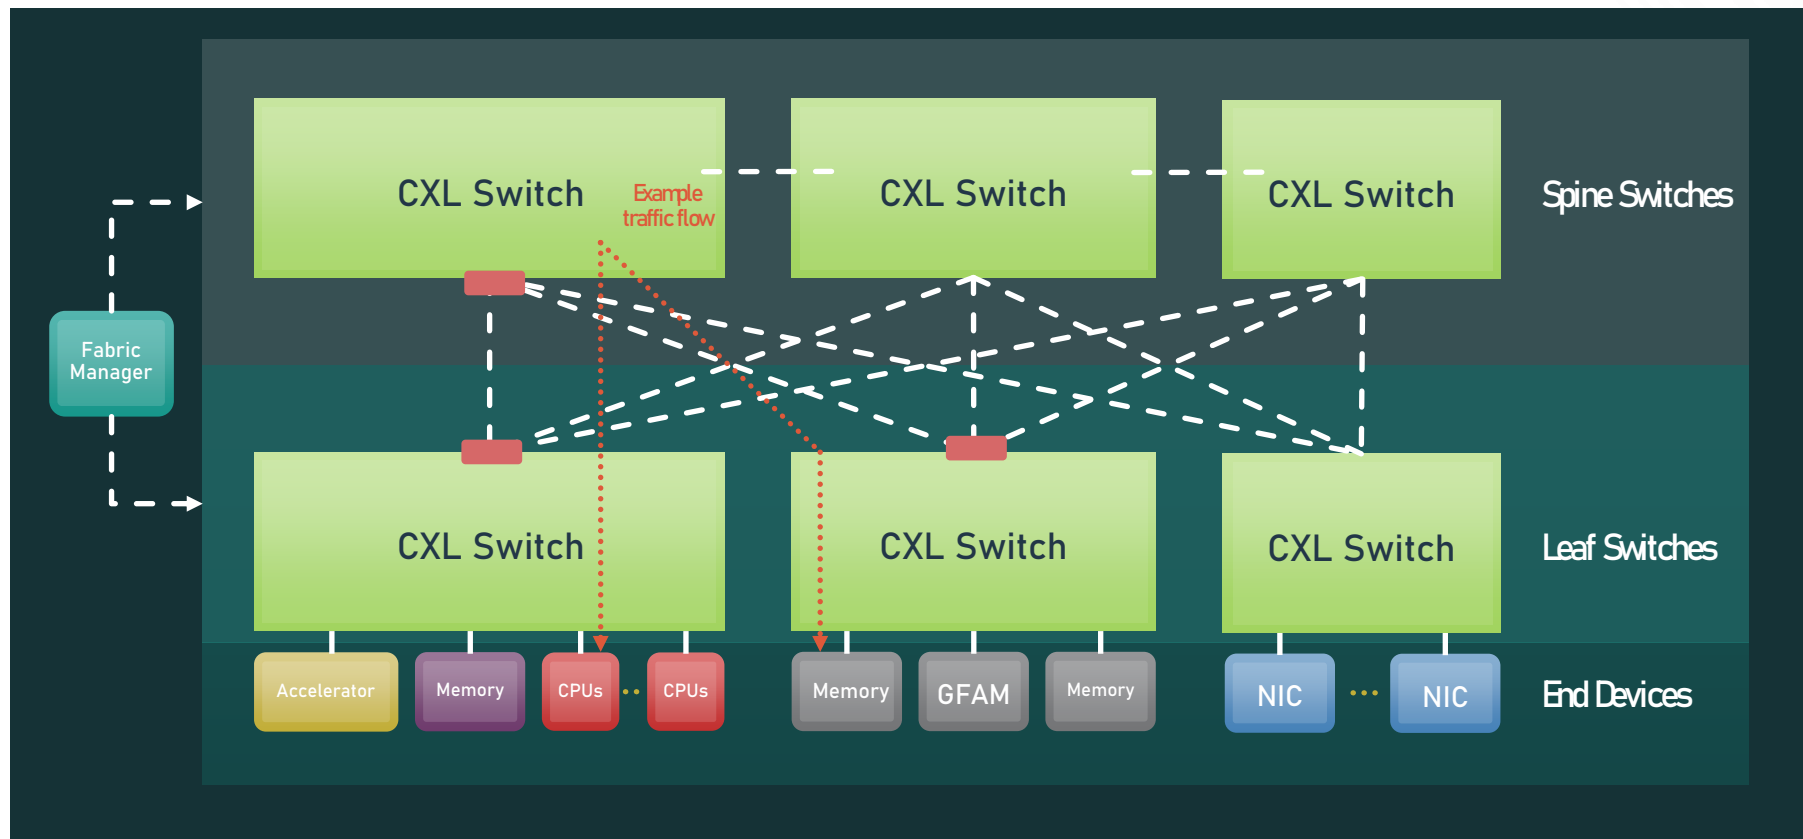 CXL Switch
Example
traffic flow
CXL Switch
CXL Switch
Spine Switches
Fabric
Manager
CXL Switch
CXL Switch
CXL Switch
Leaf Switches
Accelerator
Memory
CPUs
CPUs
Memory
GFAM
Memory
NIC
NIC
End Devices